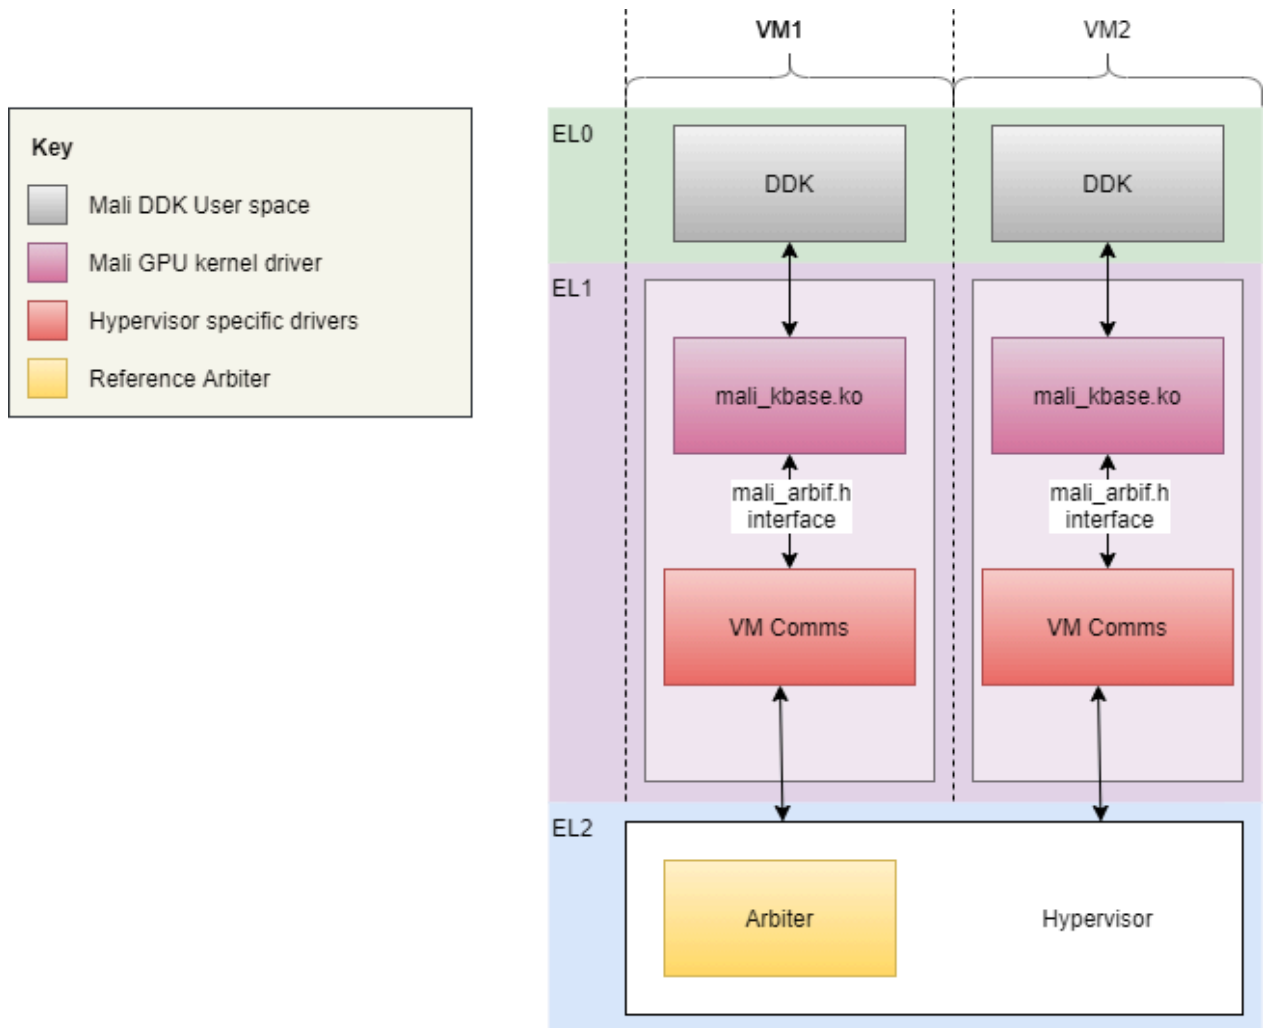 VM1
VM2
Key
Mali DDK User space
Mali GPU kernel driver
Hypervisor specific drivers
Reference Arbiter
EL0
DDK
DDK
EL1
mali_kbase.ko
mali_kbase.ko
mali_arbif.h
interface
mali_arbif.h
interface
VM Comms
VM Comms
EL2
Arbiter
Hypervisor